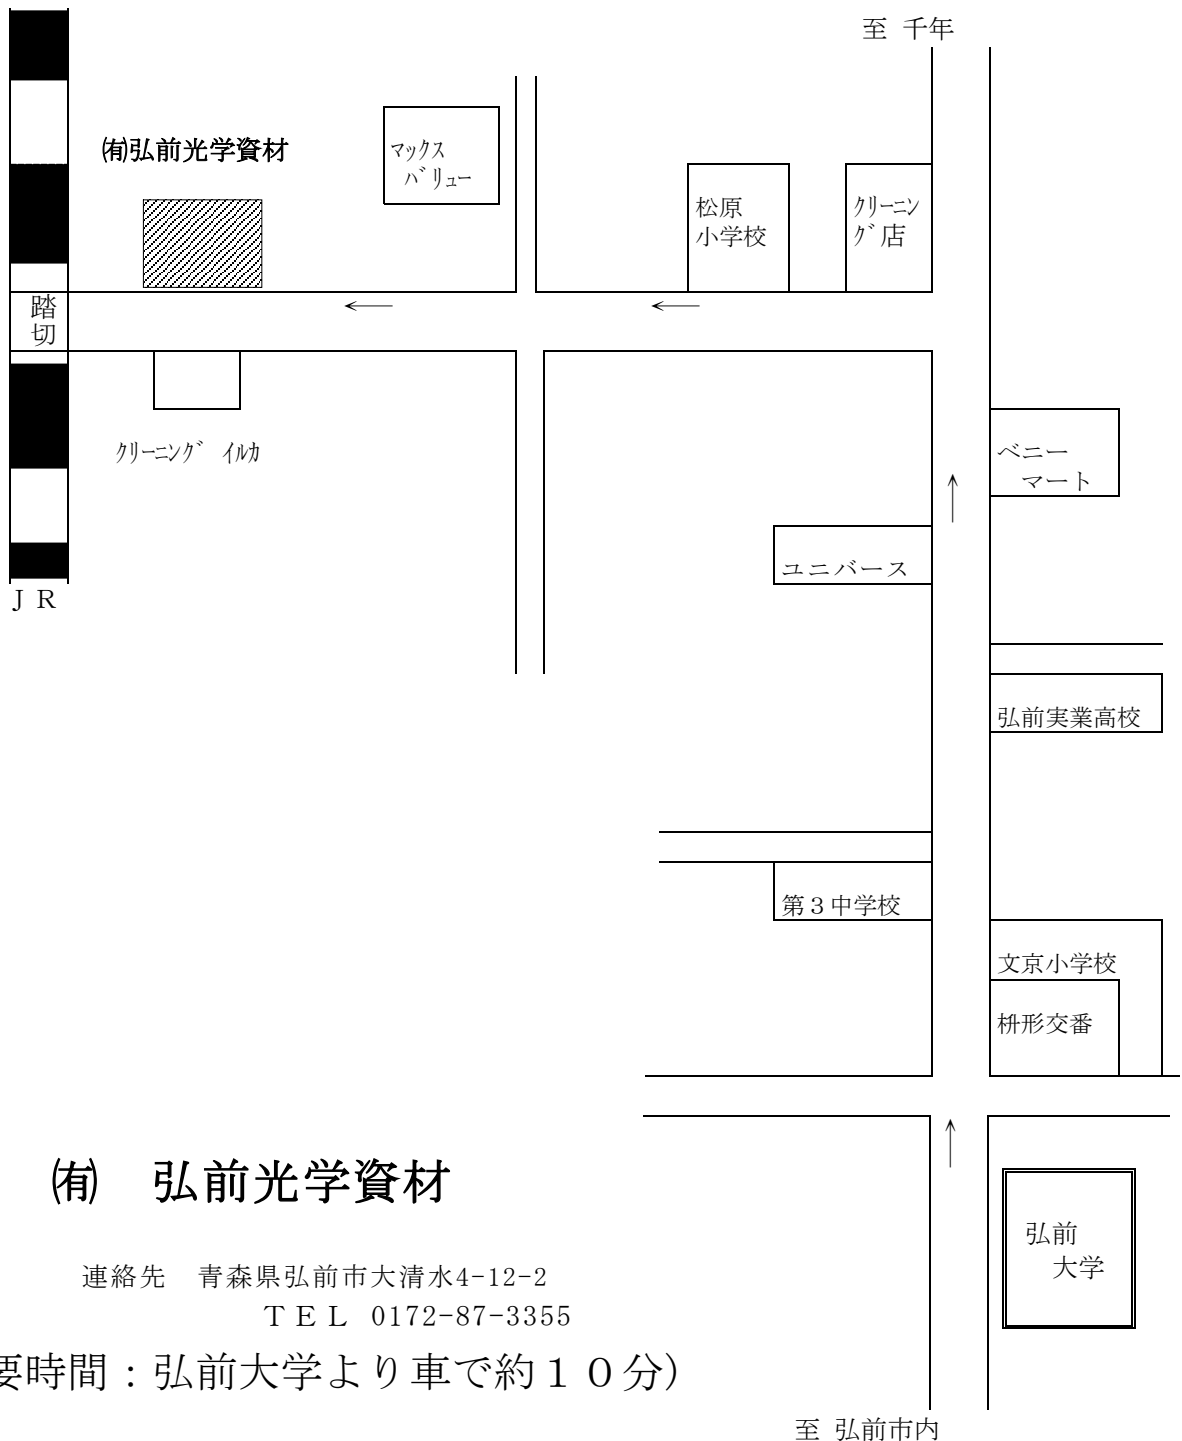 至 千年
㈲弘前光学資材
マックス
バリュー
松原
小学校
クリーニン
グ店
踏
切
クリーニング イルカ
ベニー
マート
ユニバース
ＪＲ
弘前実業高校
第３中学校
文京小学校
枡形交番
㈲　弘前光学資材
弘前
大学
連絡先　青森県弘前市大清水4-12-2
ＴＥＬ 0172-87-3355
要時間：弘前大学より車で約１０分）
至 弘前市内